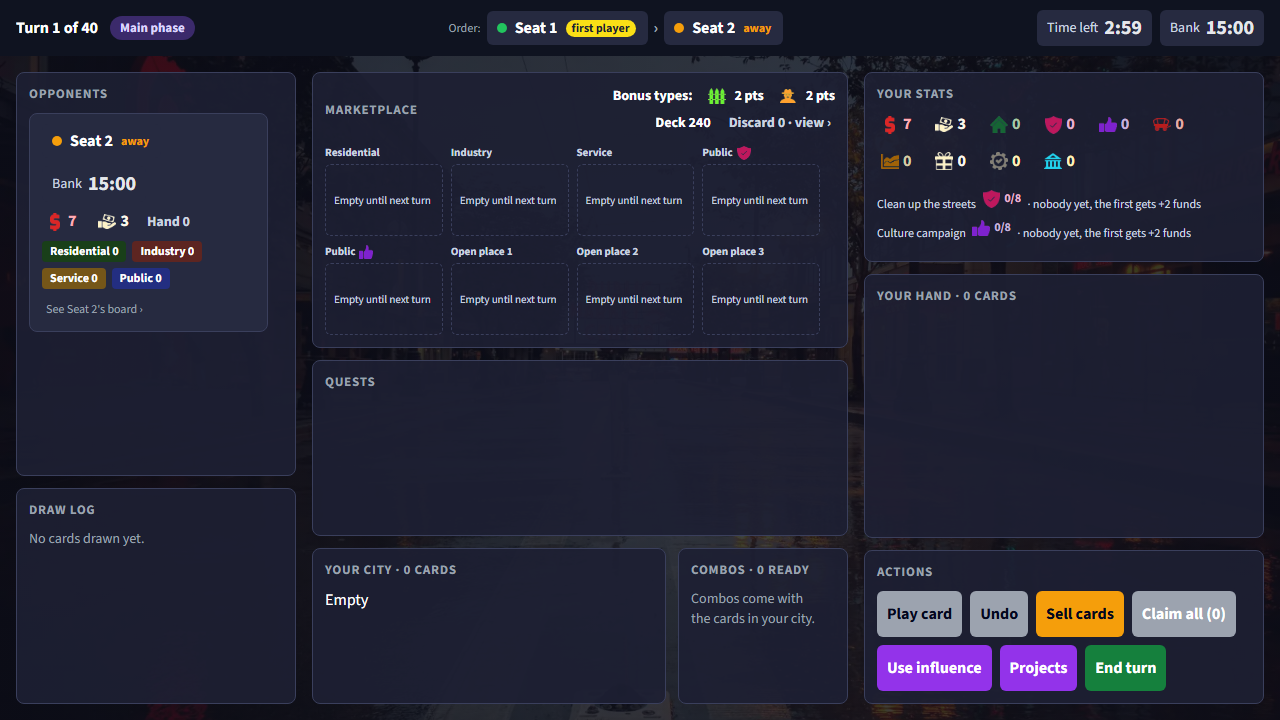 Turn 1 of 40 Main phase
Order: Seat 1 first player › Seat 2 away
Time left 2:59 Bank 15:00
OPPONENTS
Seat 2 away
Bank 15:00
7 3 Hand 0
Residential 0 Industry 0
Service 0 Public 0
See Seat 2's board ›
DRAW LOG
No cards drawn yet.
MARKETPLACE
Bonus types: 2 pts 2 pts
Deck 240 Discard 0 · view ›
Residential Industry Service Public
Empty until next turn Empty until next turn Empty until next turn Empty until next turn
Public Open place 1 Open place 2 Open place 3
Empty until next turn Empty until next turn Empty until next turn Empty until next turn
QUESTS
YOUR CITY · 0 CARDS
Empty
COMBOS · 0 READY
Combos come with
the cards in your city.
YOUR STATS
7 3 0 0 0 0
0 0 0 0
Clean up the streets 0/8 · nobody yet, the first gets +2 funds
Culture campaign 0/8 · nobody yet, the first gets +2 funds
YOUR HAND · 0 CARDS
ACTIONS
Play card Undo Sell cards Claim all (0)
Use influence Projects End turn